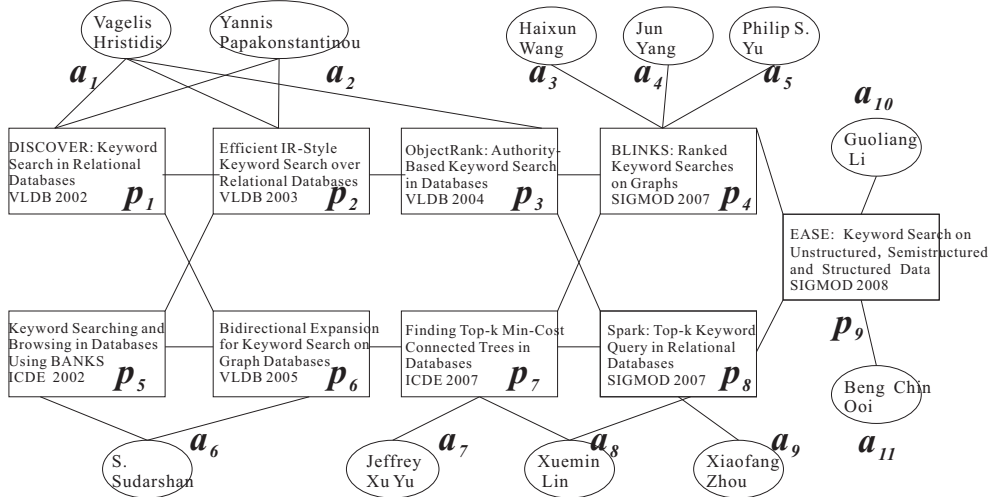 Vagelis
Hristidis
Yannis
Papakonstantinou
Haixun
Wang
Jun
Yang
Philip S.
Yu
a1
a2
a3
a4
a5
a10
Guoliang
Li
DISCOVER: Keyword
Search in Relational
Databases
VLDB 2002
p1
Efficient IR-Style
Keyword Search over
Relational Databases
VLDB 2003
p2
ObjectRank: Authority-
Based Keyword Search
in Databases
VLDB 2004
p3
BLINKS: Ranked
Keyword Searches
on Graphs
SIGMOD 2007
p4
EASE: Keyword Search on
Unstructured, Semistructured
and Structured Data
SIGMOD 2008
p9
Keyword Searching and
Browsing in Databases
Using BANKS
ICDE 2002
p5
Bidirectional Expansion
for Keyword Search on
Graph Databases
VLDB 2005
p6
Finding Top-k Min-Cost
Connected Trees in
Databases
ICDE 2007
p7
Spark: Top-k Keyword
Query in Relational
Databases
SIGMOD 2007
p8
Beng Chin
Ooi
a11
a6
S.
Sudarshan
a7
Jeffrey
Xu Yu
a8
Xuemin
Lin
a9
Xiaofang
Zhou